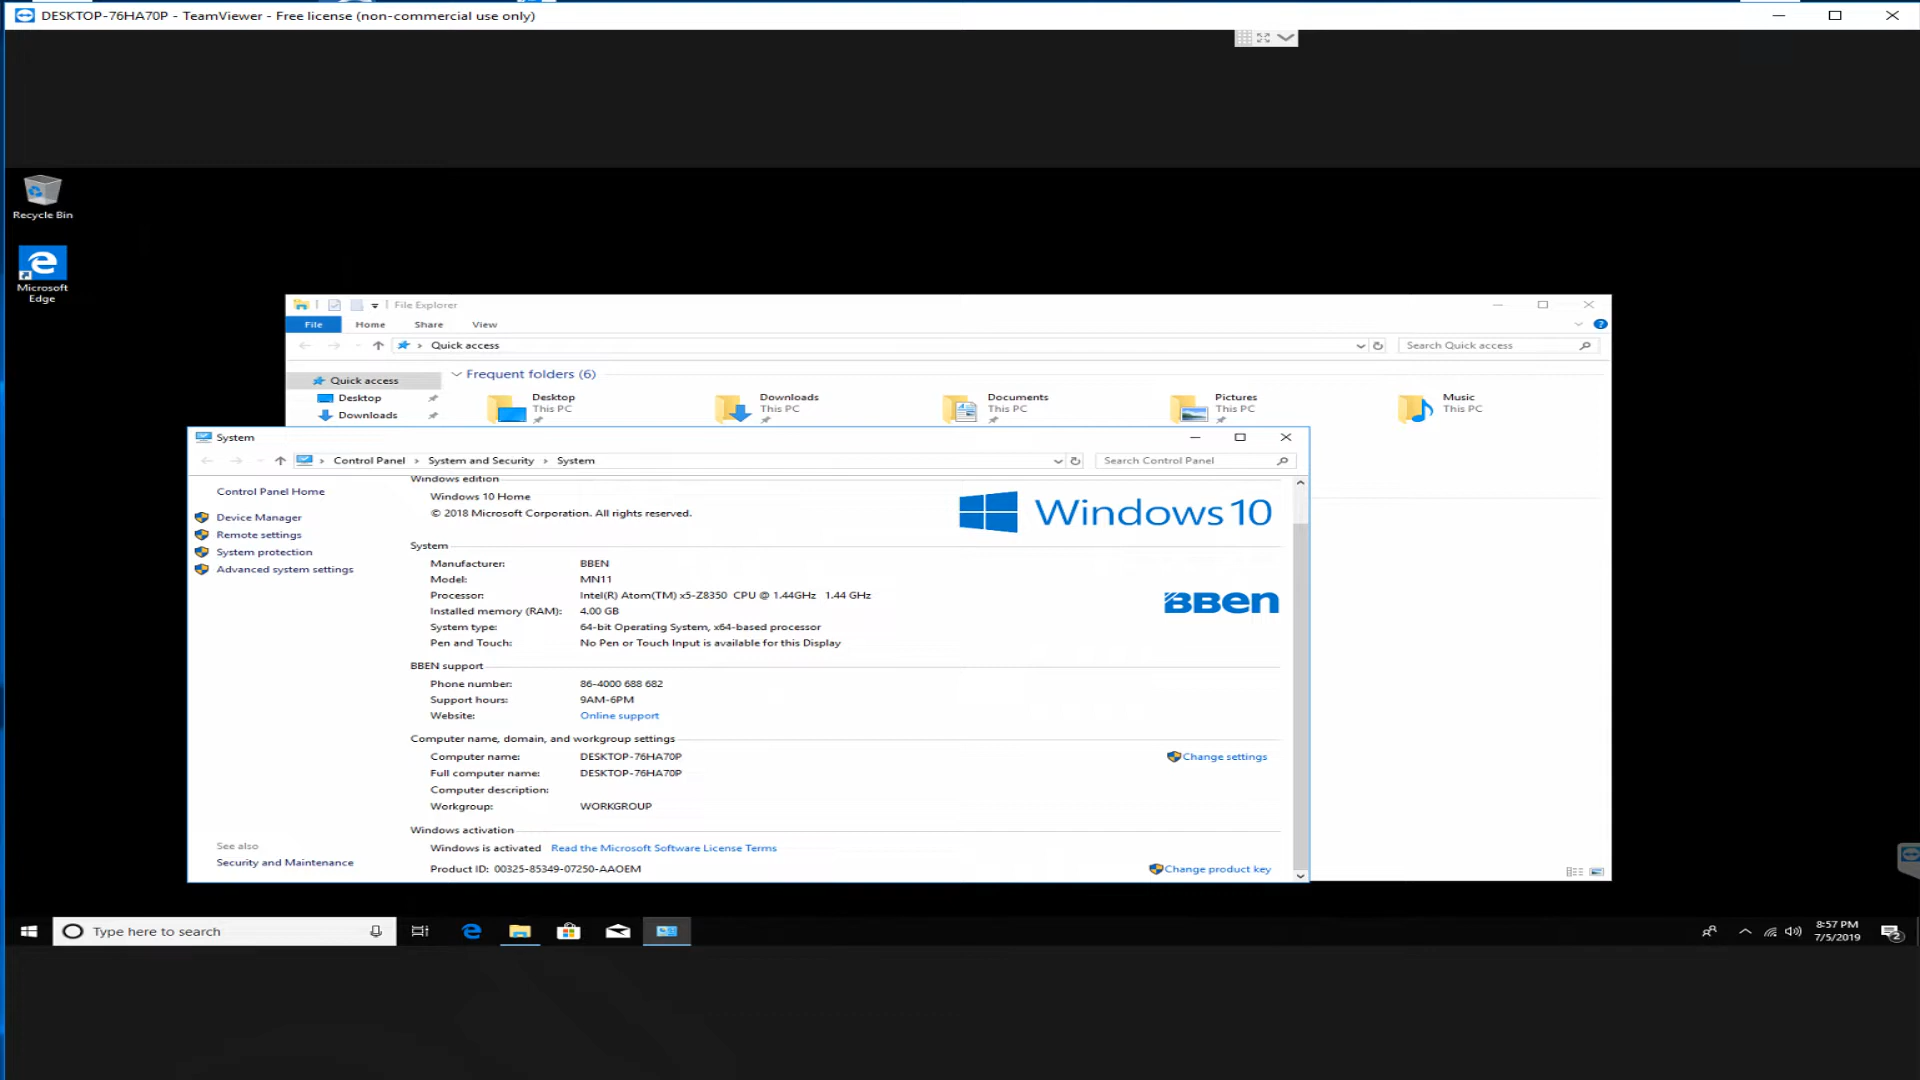 DESKTOP-76HA70P - TeamViewer - Free license (non-commercial use only)
Recycle Bin
Microsoft
Edge
File Explorer
File Home Share View
Quick access
Search Quick access
Quick access
Desktop
Downloads
Frequent folders (6)
Desktop
This PC
Downloads
This PC
Documents
This PC
Pictures
This PC
Music
This PC
System
Control Panel > System and Security > System
Search Control Panel
Control Panel Home
Device Manager
Remote settings
System protection
Advanced system settings
See also
Security and Maintenance
Windows edition
Windows 10 Home
© 2018 Microsoft Corporation. All rights reserved.
Windows 10
System
Manufacturer: BBEN
Model: MN11
Processor: Intel(R) Atom(TM) x5-Z8350 CPU @ 1.44GHz 1.44 GHz
Installed memory (RAM): 4.00 GB
System type: 64-bit Operating System, x64-based processor
Pen and Touch: No Pen or Touch Input is available for this Display
BBen
BBEN support
Phone number: 86-4000 688 682
Support hours: 9AM-6PM
Website: Online support
Computer name, domain, and workgroup settings
Computer name: DESKTOP-76HA70P
Change settings
Full computer name: DESKTOP-76HA70P
Computer description:
Workgroup: WORKGROUP
Windows activation
Windows is activated Read the Microsoft Software License Terms
Product ID: 00325-85349-07250-AAOEM
Change product key
Type here to search
8:57 PM
7/5/2019
2